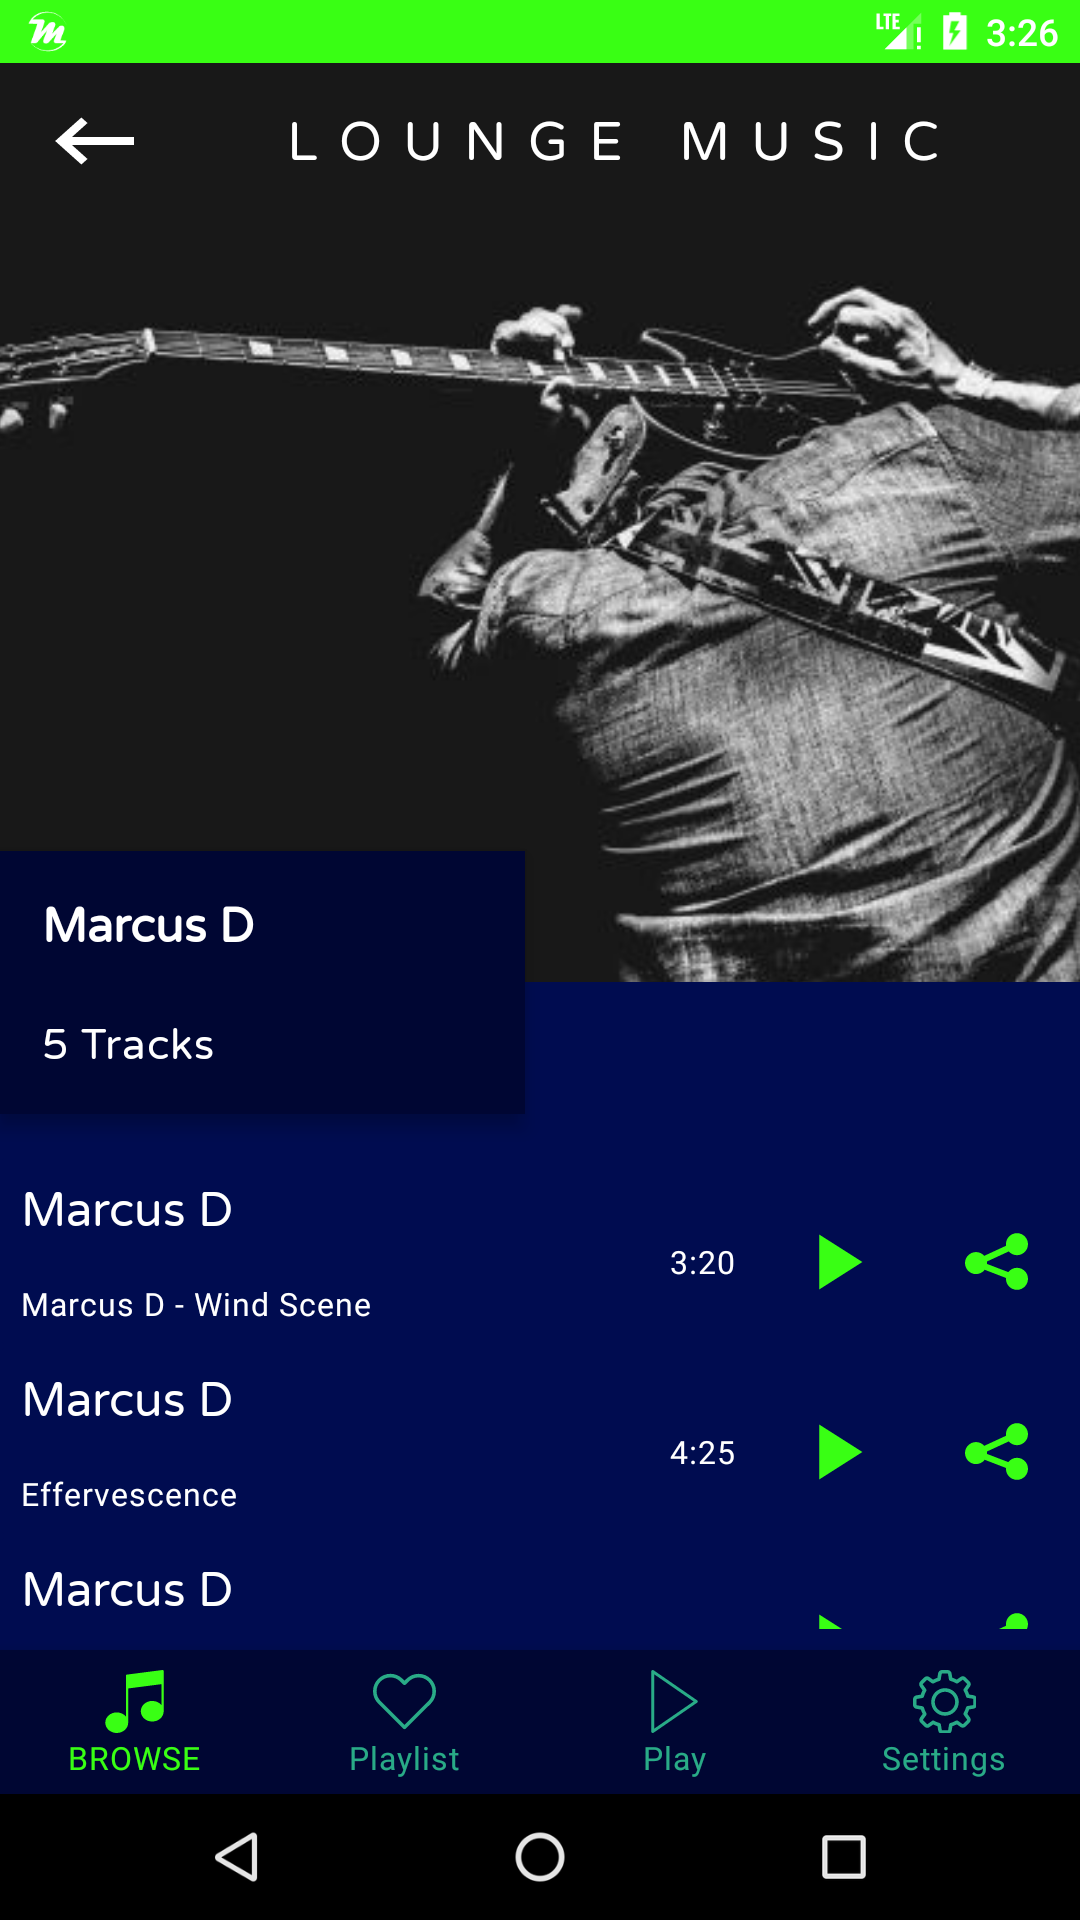 LTE 3:26
LOUNGE MUSIC
Marcus D
5 Tracks
Marcus D
3:20
Marcus D - Wind Scene
Marcus D
4:25
Effervescence
Marcus D
BROWSE Playlist Play Settings